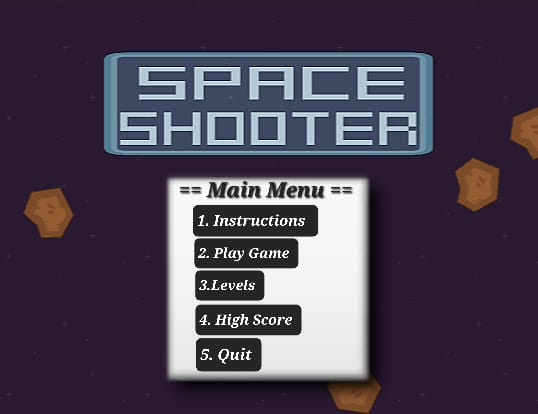 SPACE
SHOOTER
== Main Menu ==
1. Instructions
2. Play Game
3.Levels
4. High Score
5. Quit